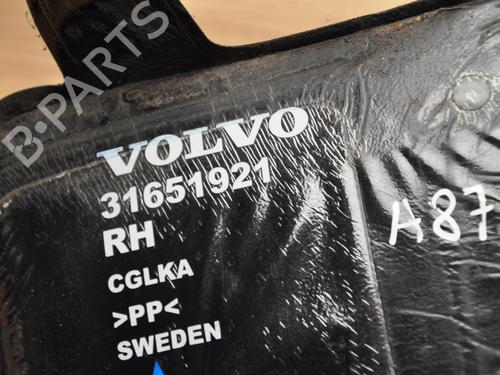 B-PARTS
VOLVO
31651921
RH
A87
CGLKA
>PP<
SWEDEN